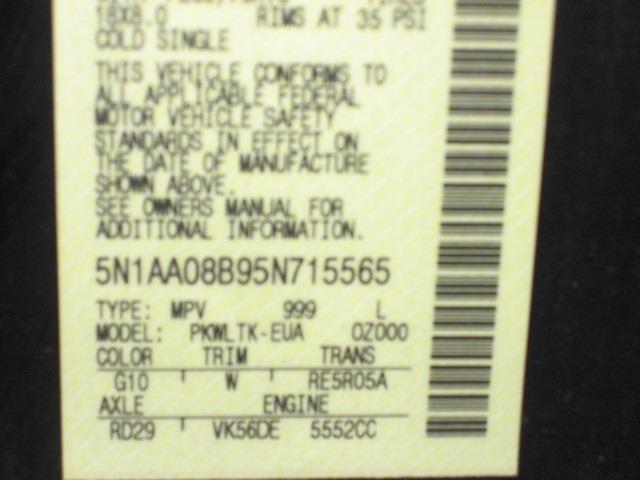 18X8.0 RIMS AT 35 PSI
COLD SINGLE
THIS VEHICLE CONFORMS TO
ALL APPLICABLE FEDERAL
MOTOR VEHICLE SAFETY
STANDARDS IN EFFECT ON
THE DATE OF MANUFACTURE
SHOWN ABOVE.
SEE OWNERS MANUAL FOR
ADDITIONAL INFORMATION.
5N1AA08B95N715565
TYPE: MPV 999 L
MODEL: PKWLTK-EUA 0Z000
COLOR TRIM TRANS
G10 W RE5R05A
AXLE ENGINE
RD29 VK56DE 5552CC